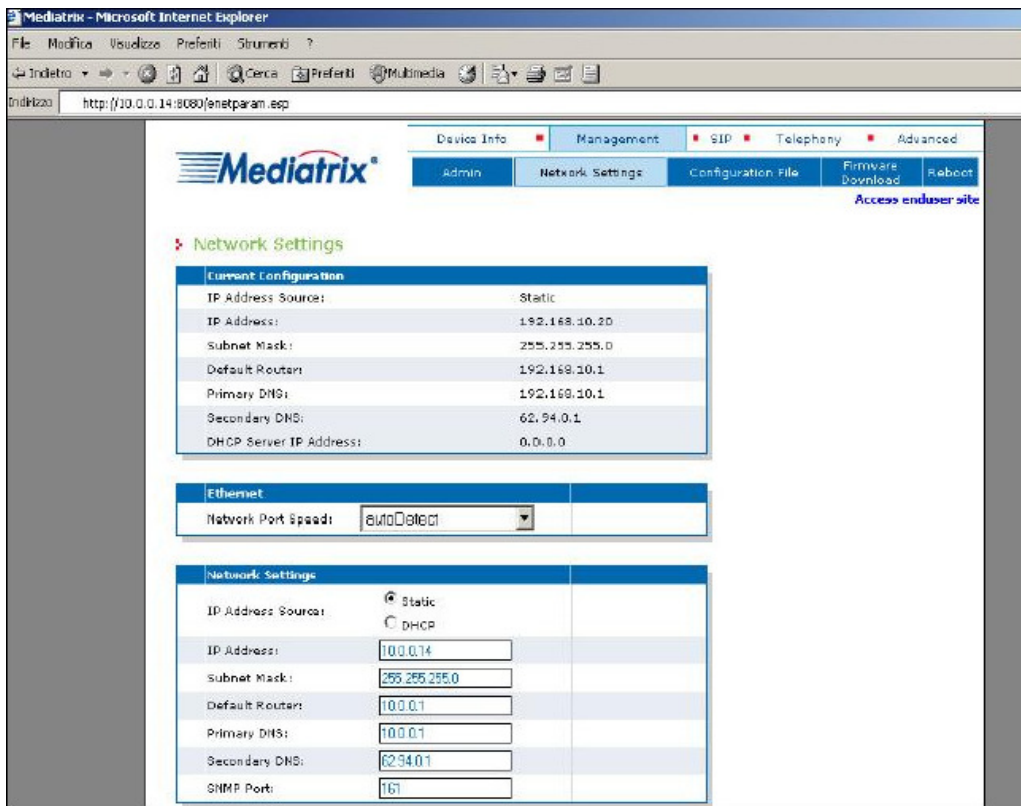 Mediatrix - Microsoft Internet Explorer
File Modifica Visualizza Preferiti Strumenti ?
Indietro Cerca Preferiti Multimedia
Indirizzo http://10.0.0.14:8080/enetparam.esp
Device Info Management SIP Telephony Advanced
Mediatrix®
Admin Network Settings Configuration File Firmware Download Reboot
Access enduser site
Network Settings
Current Configuration
IP Address Source: Static
IP Address: 192.168.10.20
Subnet Mask: 255.255.255.0
Default Router: 192.168.10.1
Primary DNS: 192.168.10.1
Secondary DNS: 62.94.0.1
DHCP Server IP Address: 0.0.0.0
Ethernet
Network Port Speed: autoDetect
Network Settings
IP Address Source: Static
DHCP
IP Address: 10.0.0.14
Subnet Mask: 255.255.255.0
Default Router: 10.0.0.1
Primary DNS: 10.0.0.1
Secondary DNS: 62.94.0.1
SNMP Port: 161